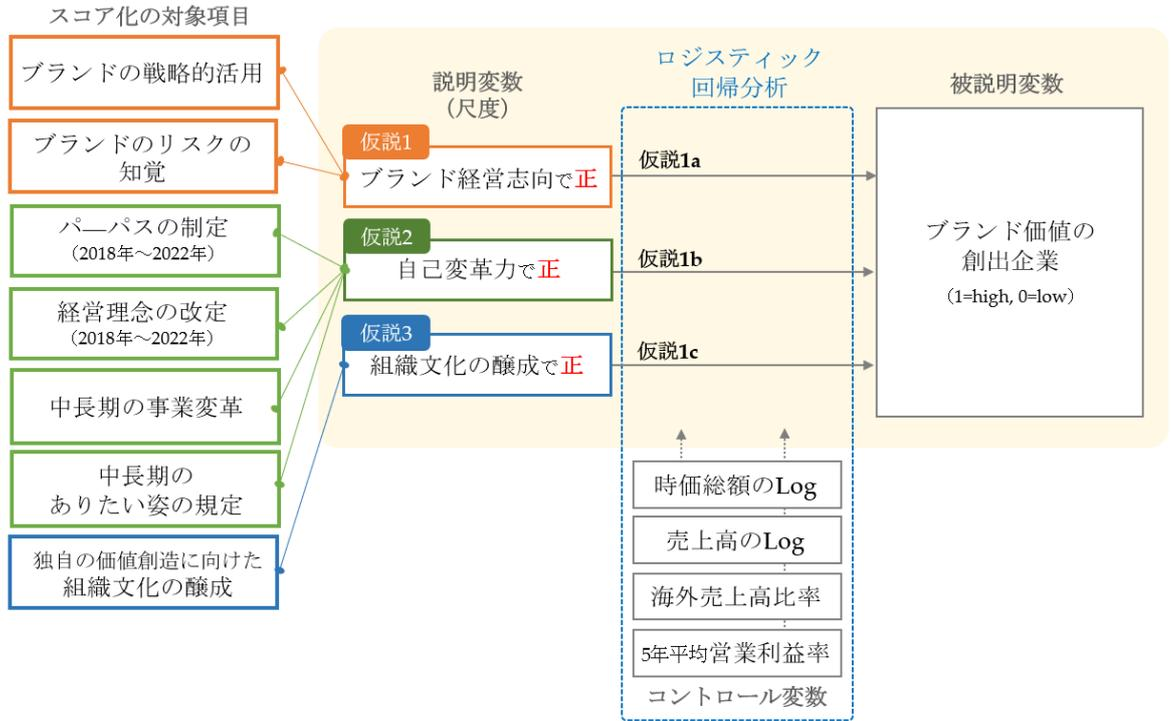 スコア化の対象項目
ブランドの戦略的活用
ブランドのリスクの
知覚
パ―パスの制定
（2018年～2022年）
経営理念の改定
（2018年～2022年）
中長期の事業変革
中長期の
ありたい姿の規定
独自の価値創造に向けた
組織文化の醸成
説明変数
（尺度）
仮説1
ブランド経営志向で正
仮説2
自己変革力で正
仮説3
組織文化の醸成で正
ロジスティック
回帰分析
仮説1a
仮説1b
仮説1c
時価総額のLog
売上高のLog
海外売上高比率
5年平均営業利益率
コントロール変数
被説明変数
ブランド価値の
創出企業
（1=high, 0=low）